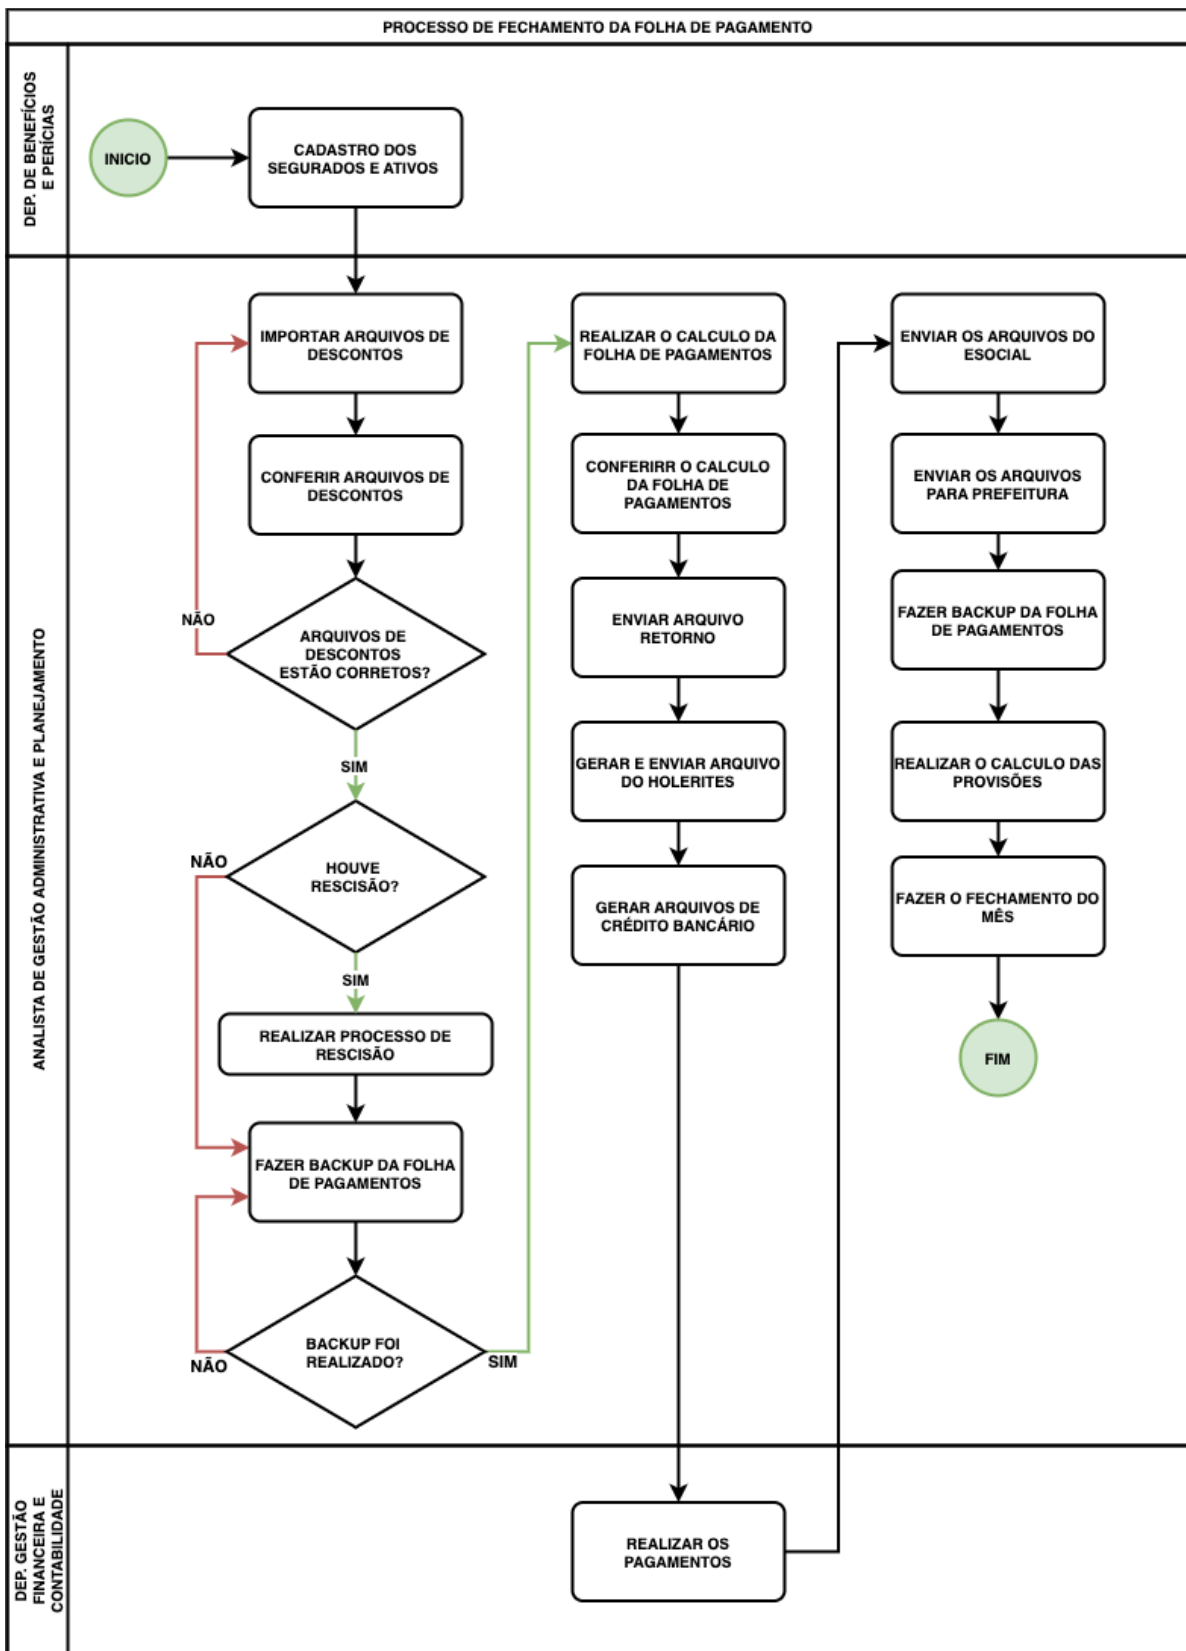 PROCESSO DE FECHAMENTO DA FOLHA DE PAGAMENTO
DEP. DE BENEFÍCIOS
E PERÍCIAS
INICIO
CADASTRO DOS
SEGURADOS E ATIVOS
ANALISTA DE GESTÃO ADMINISTRATIVA E PLANEJAMENTO
IMPORTAR ARQUIVOS DE
DESCONTOS
CONFERIR ARQUIVOS DE
DESCONTOS
NÃO
ARQUIVOS DE
DESCONTOS
ESTÃO CORRETOS?
SIM
NÃO
HOUVE
RESCISÃO?
SIM
REALIZAR PROCESSO DE
RESCISÃO
FAZER BACKUP DA FOLHA
DE PAGAMENTOS
NÃO
BACKUP FOI
REALIZADO?
SIM
REALIZAR O CALCULO DA
FOLHA DE PAGAMENTOS
CONFERIRR O CALCULO
DA FOLHA DE
PAGAMENTOS
ENVIAR ARQUIVO
RETORNO
GERAR E ENVIAR ARQUIVO
DO HOLERITES
GERAR ARQUIVOS DE
CRÉDITO BANCÁRIO
ENVIAR OS ARQUIVOS DO
ESOCIAL
ENVIAR OS ARQUIVOS
PARA PREFEITURA
FAZER BACKUP DA FOLHA
DE PAGAMENTOS
REALIZAR O CALCULO DAS
PROVISÕES
FAZER O FECHAMENTO DO
MÊS
FIM
DEP. GESTÃO
FINANCEIRA E
CONTABILIDADE
REALIZAR OS
PAGAMENTOS